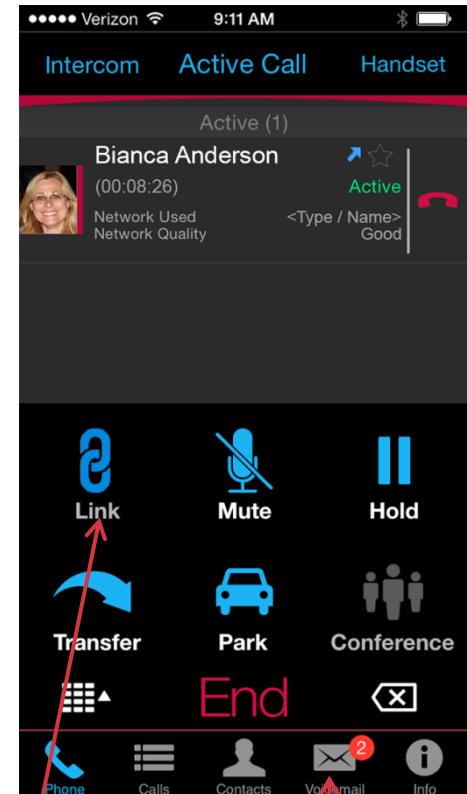 Verizon 9:11 AM
Intercom Active Call Handset
Active (1)
Bianca Anderson
(00:08:26) Active
Network Used <Type / Name>
Network Quality Good
Link Mute Hold
Transfer Park Conference
End
2
Phone Calls Contacts Voicemail Info